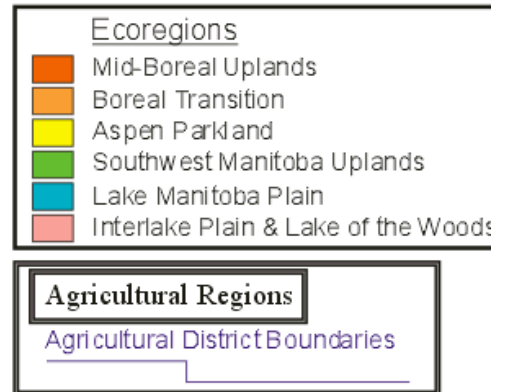 Ecoregions
Mid-Boreal Uplands
Boreal Transition
Aspen Parkland
Southwest Manitoba Uplands
Lake Manitoba Plain
Interlake Plain & Lake of the Woods
Agricultural Regions
Agricultural District Boundaries